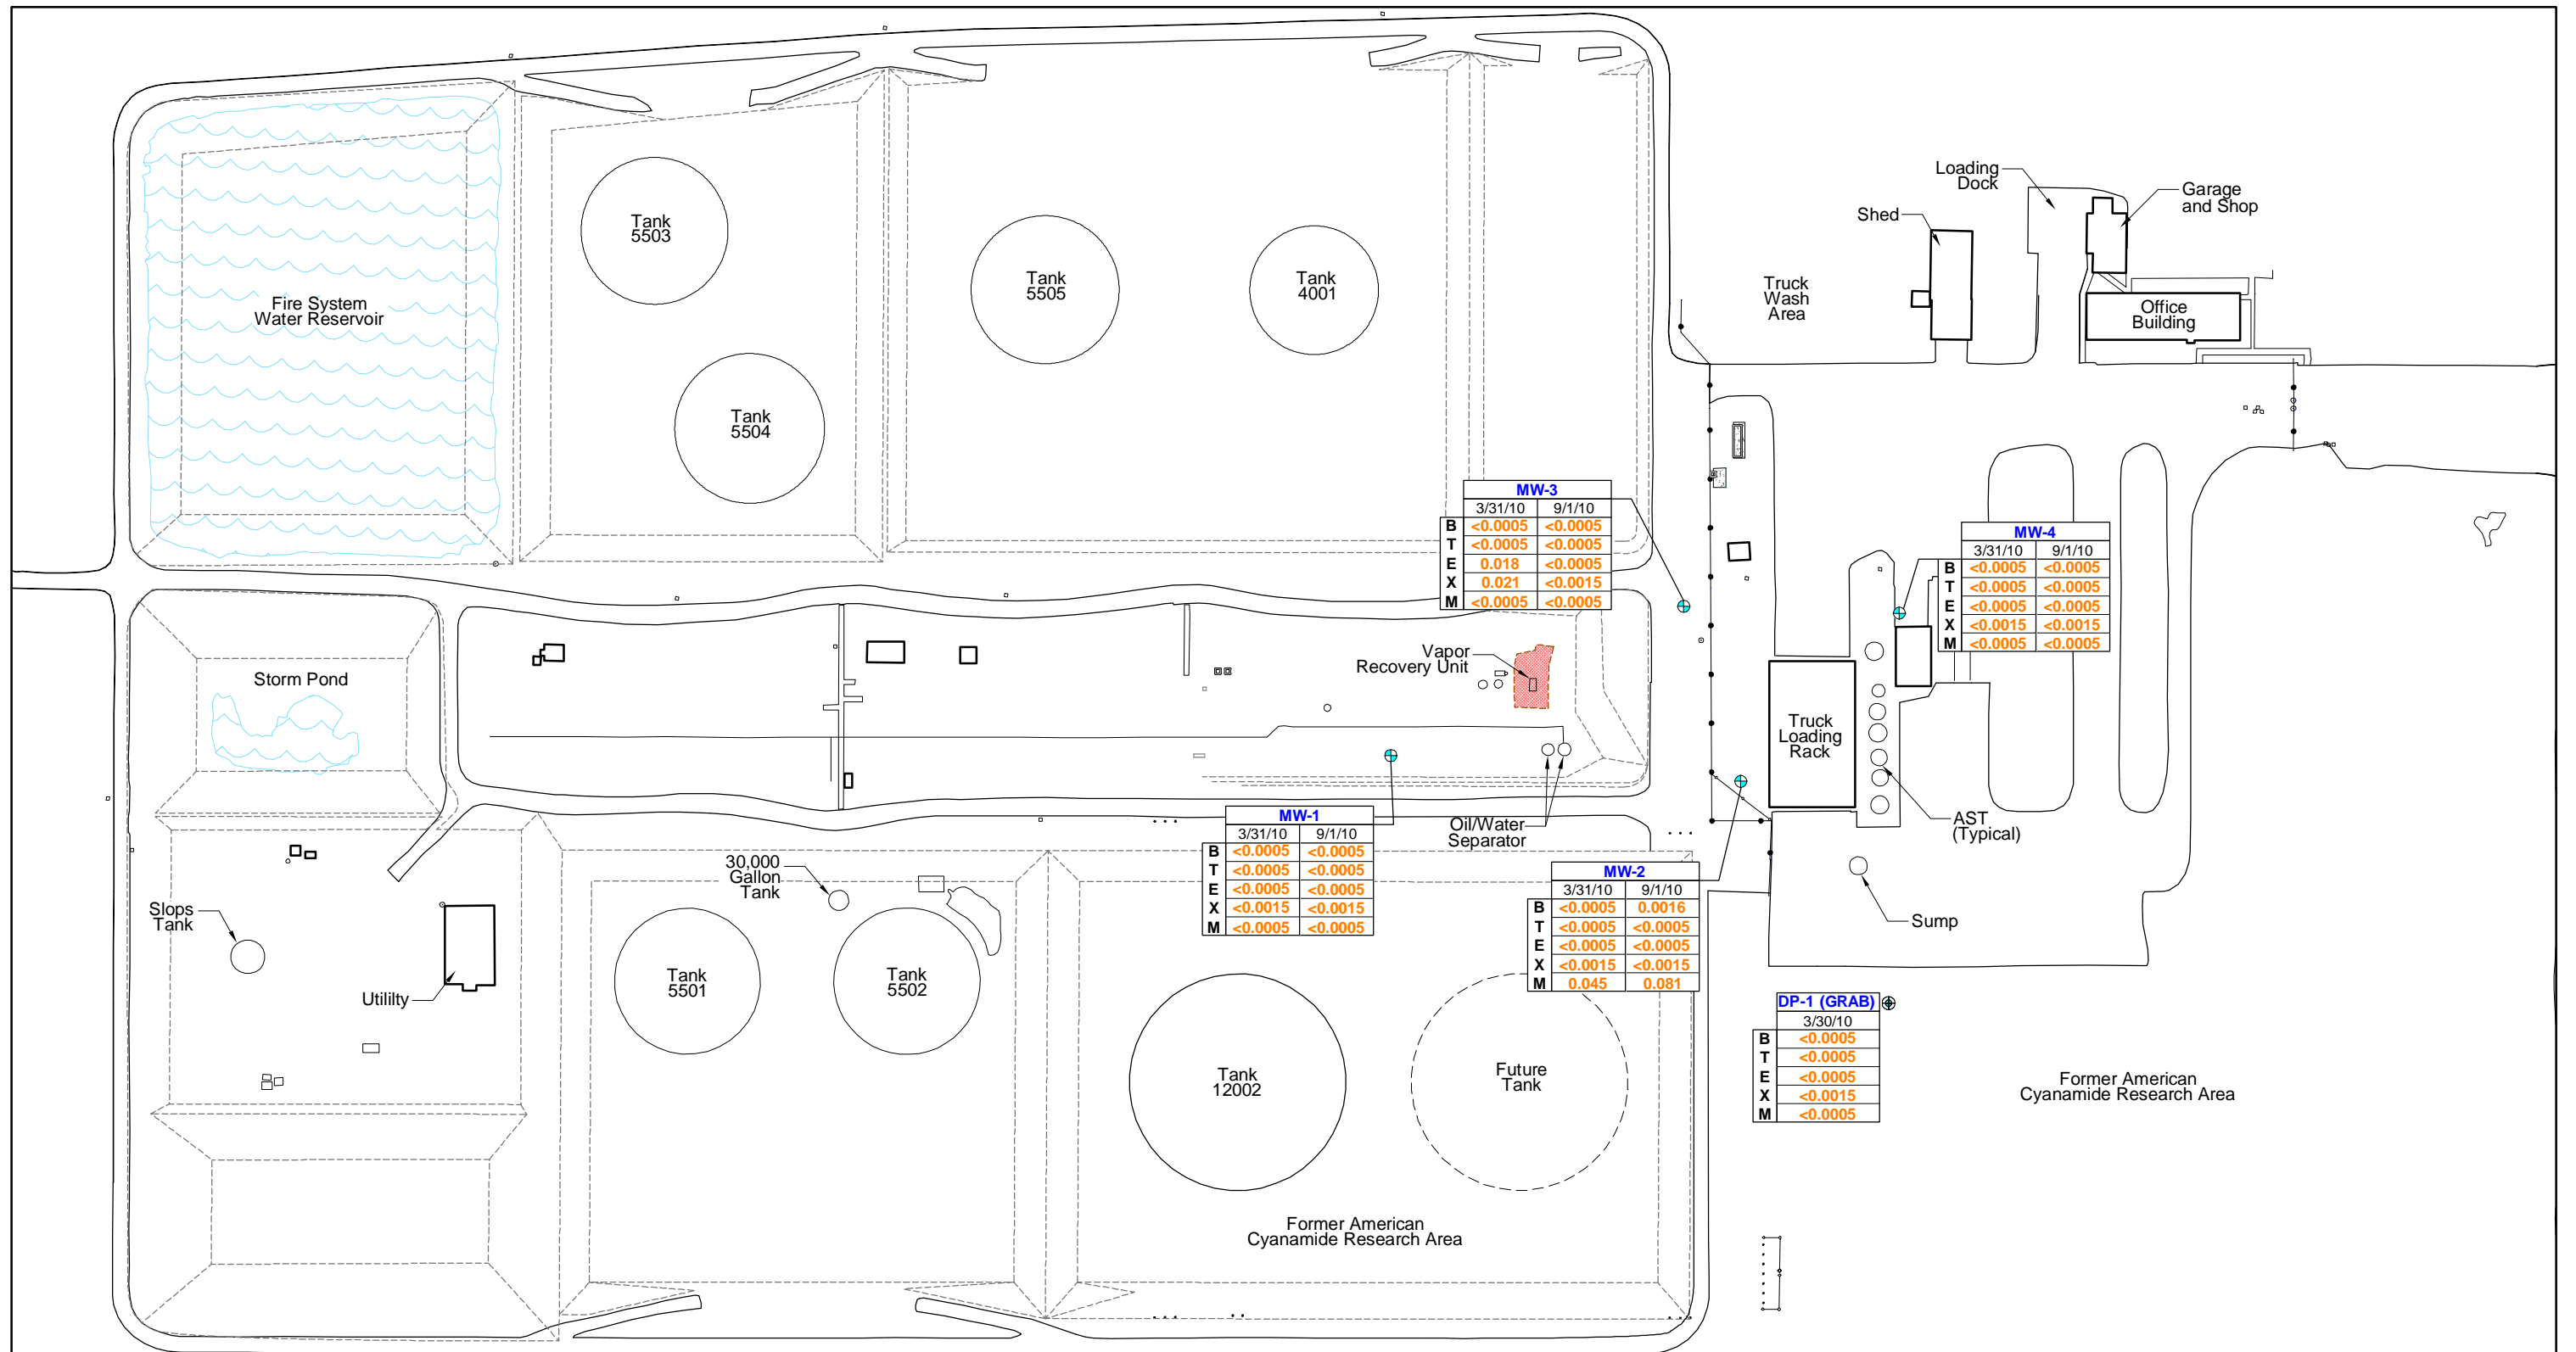 Loading
Dock
Garage
and Shop
Shed
Tank
5503
Tank
5505
Tank
4001
Truck
Wash
Area
Office
Building
Fire System
Water Reservoir
Tank
5504
MW-3
3/31/10 9/1/10
B <0.0005 <0.0005
T <0.0005 <0.0005
E 0.018 <0.0005
X 0.021 <0.0015
M <0.0005 <0.0005
MW-4
3/31/10 9/1/10
B <0.0005 <0.0005
T <0.0005 <0.0005
E <0.0005 <0.0005
X <0.0015 <0.0015
M <0.0005 <0.0005
Vapor
Recovery Unit
Storm Pond
Truck
Loading
Rack
MW-1
3/31/10 9/1/10
B <0.0005 <0.0005
T <0.0005 <0.0005
E <0.0005 <0.0005
X <0.0015 <0.0015
M <0.0005 <0.0005
Oil/Water
Separator
AST
(Typical)
30,000
Gallon
Tank
MW-2
3/31/10 9/1/10
B <0.0005 0.0016
T <0.0005 <0.0005
E <0.0005 <0.0005
X <0.0015 <0.0015
M 0.045 0.081
Slops
Tank
Sump
Utililty
Tank
5501
Tank
5502
DP-1 (GRAB)
3/30/10
B <0.0005
T <0.0005
E <0.0005
X <0.0015
M <0.0005
Tank
12002
Future
Tank
Former American
Cyanamide Research Area
Former American
Cyanamide Research Area